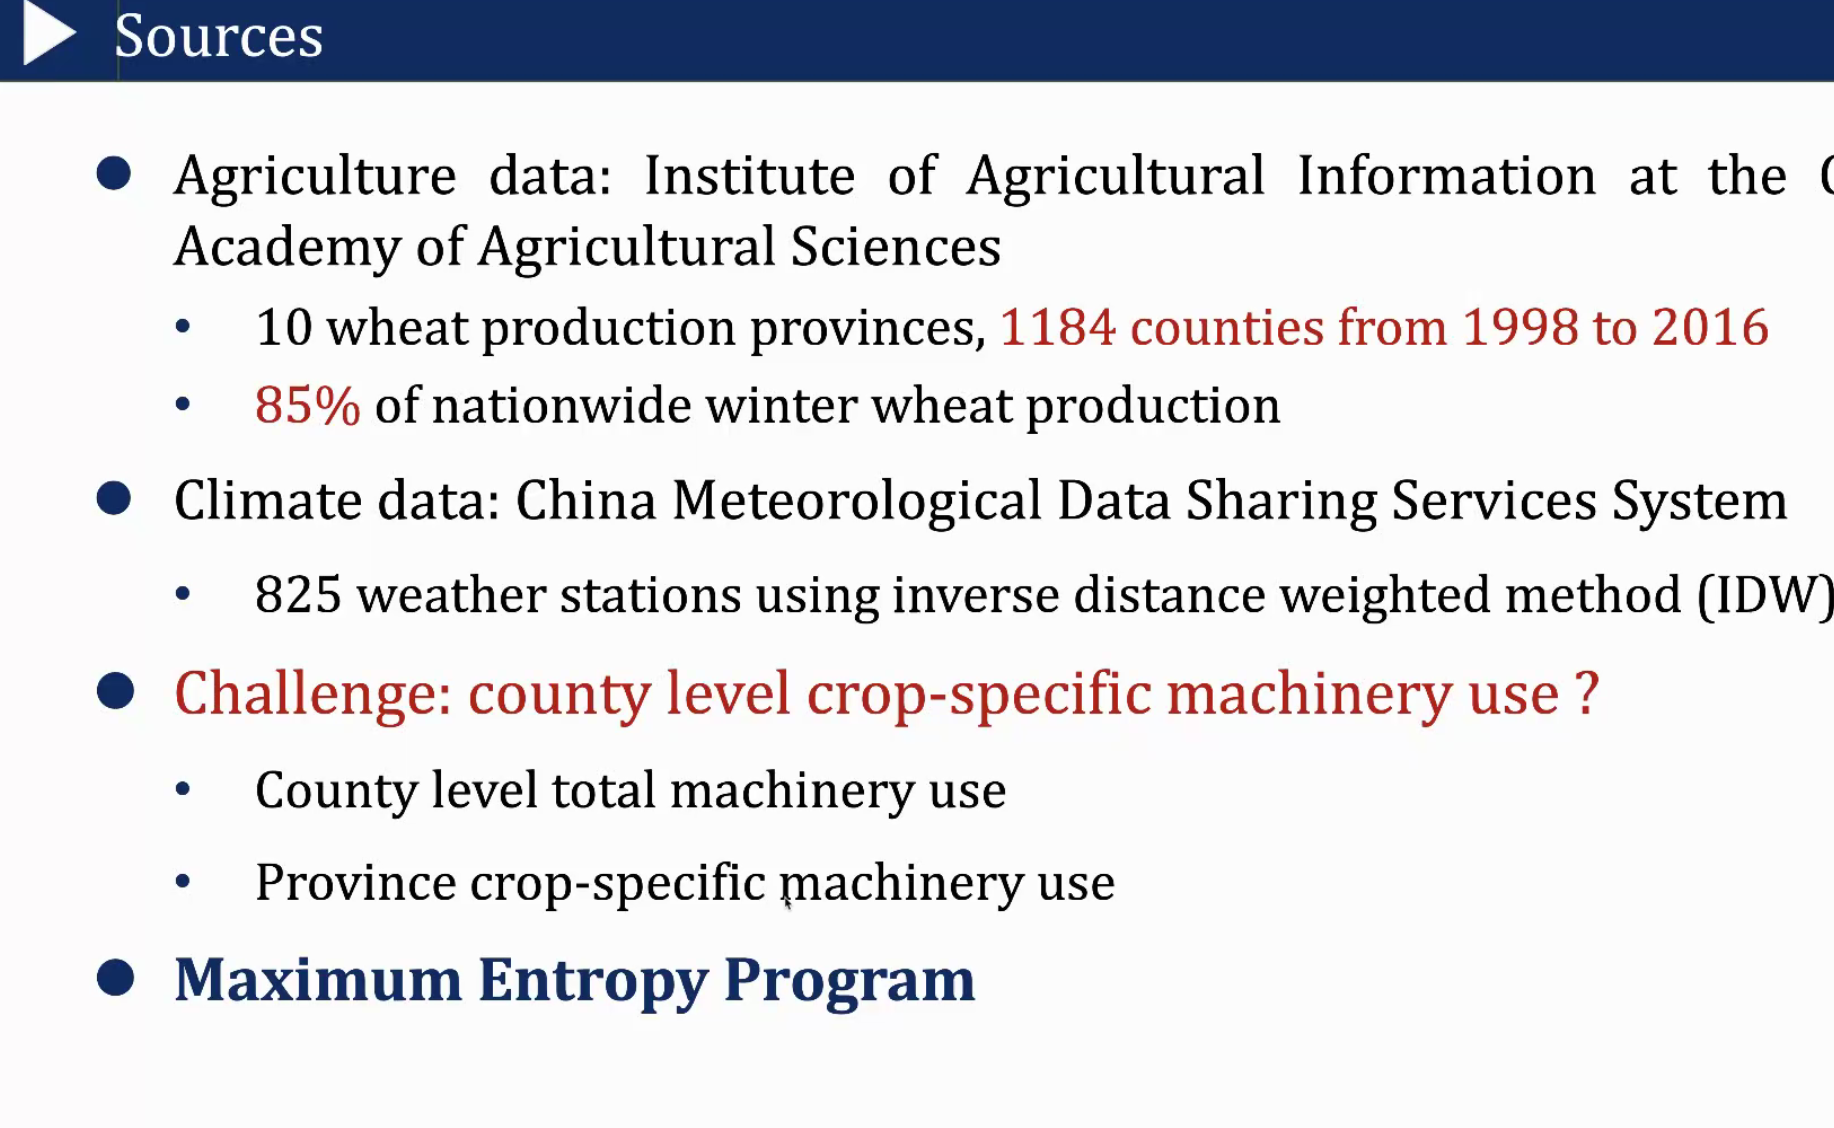 Sources
Agriculture data: Institute of Agricultural Information at the
Academy of Agricultural Sciences
10 wheat production provinces, 1184 counties from 1998 to 2016
85% of nationwide winter wheat production
Climate data: China Meteorological Data Sharing Services System
825 weather stations using inverse distance weighted method (IDW)
Challenge: county level crop-specific machinery use ?
County level total machinery use
Province crop-specific machinery use
Maximum Entropy Program